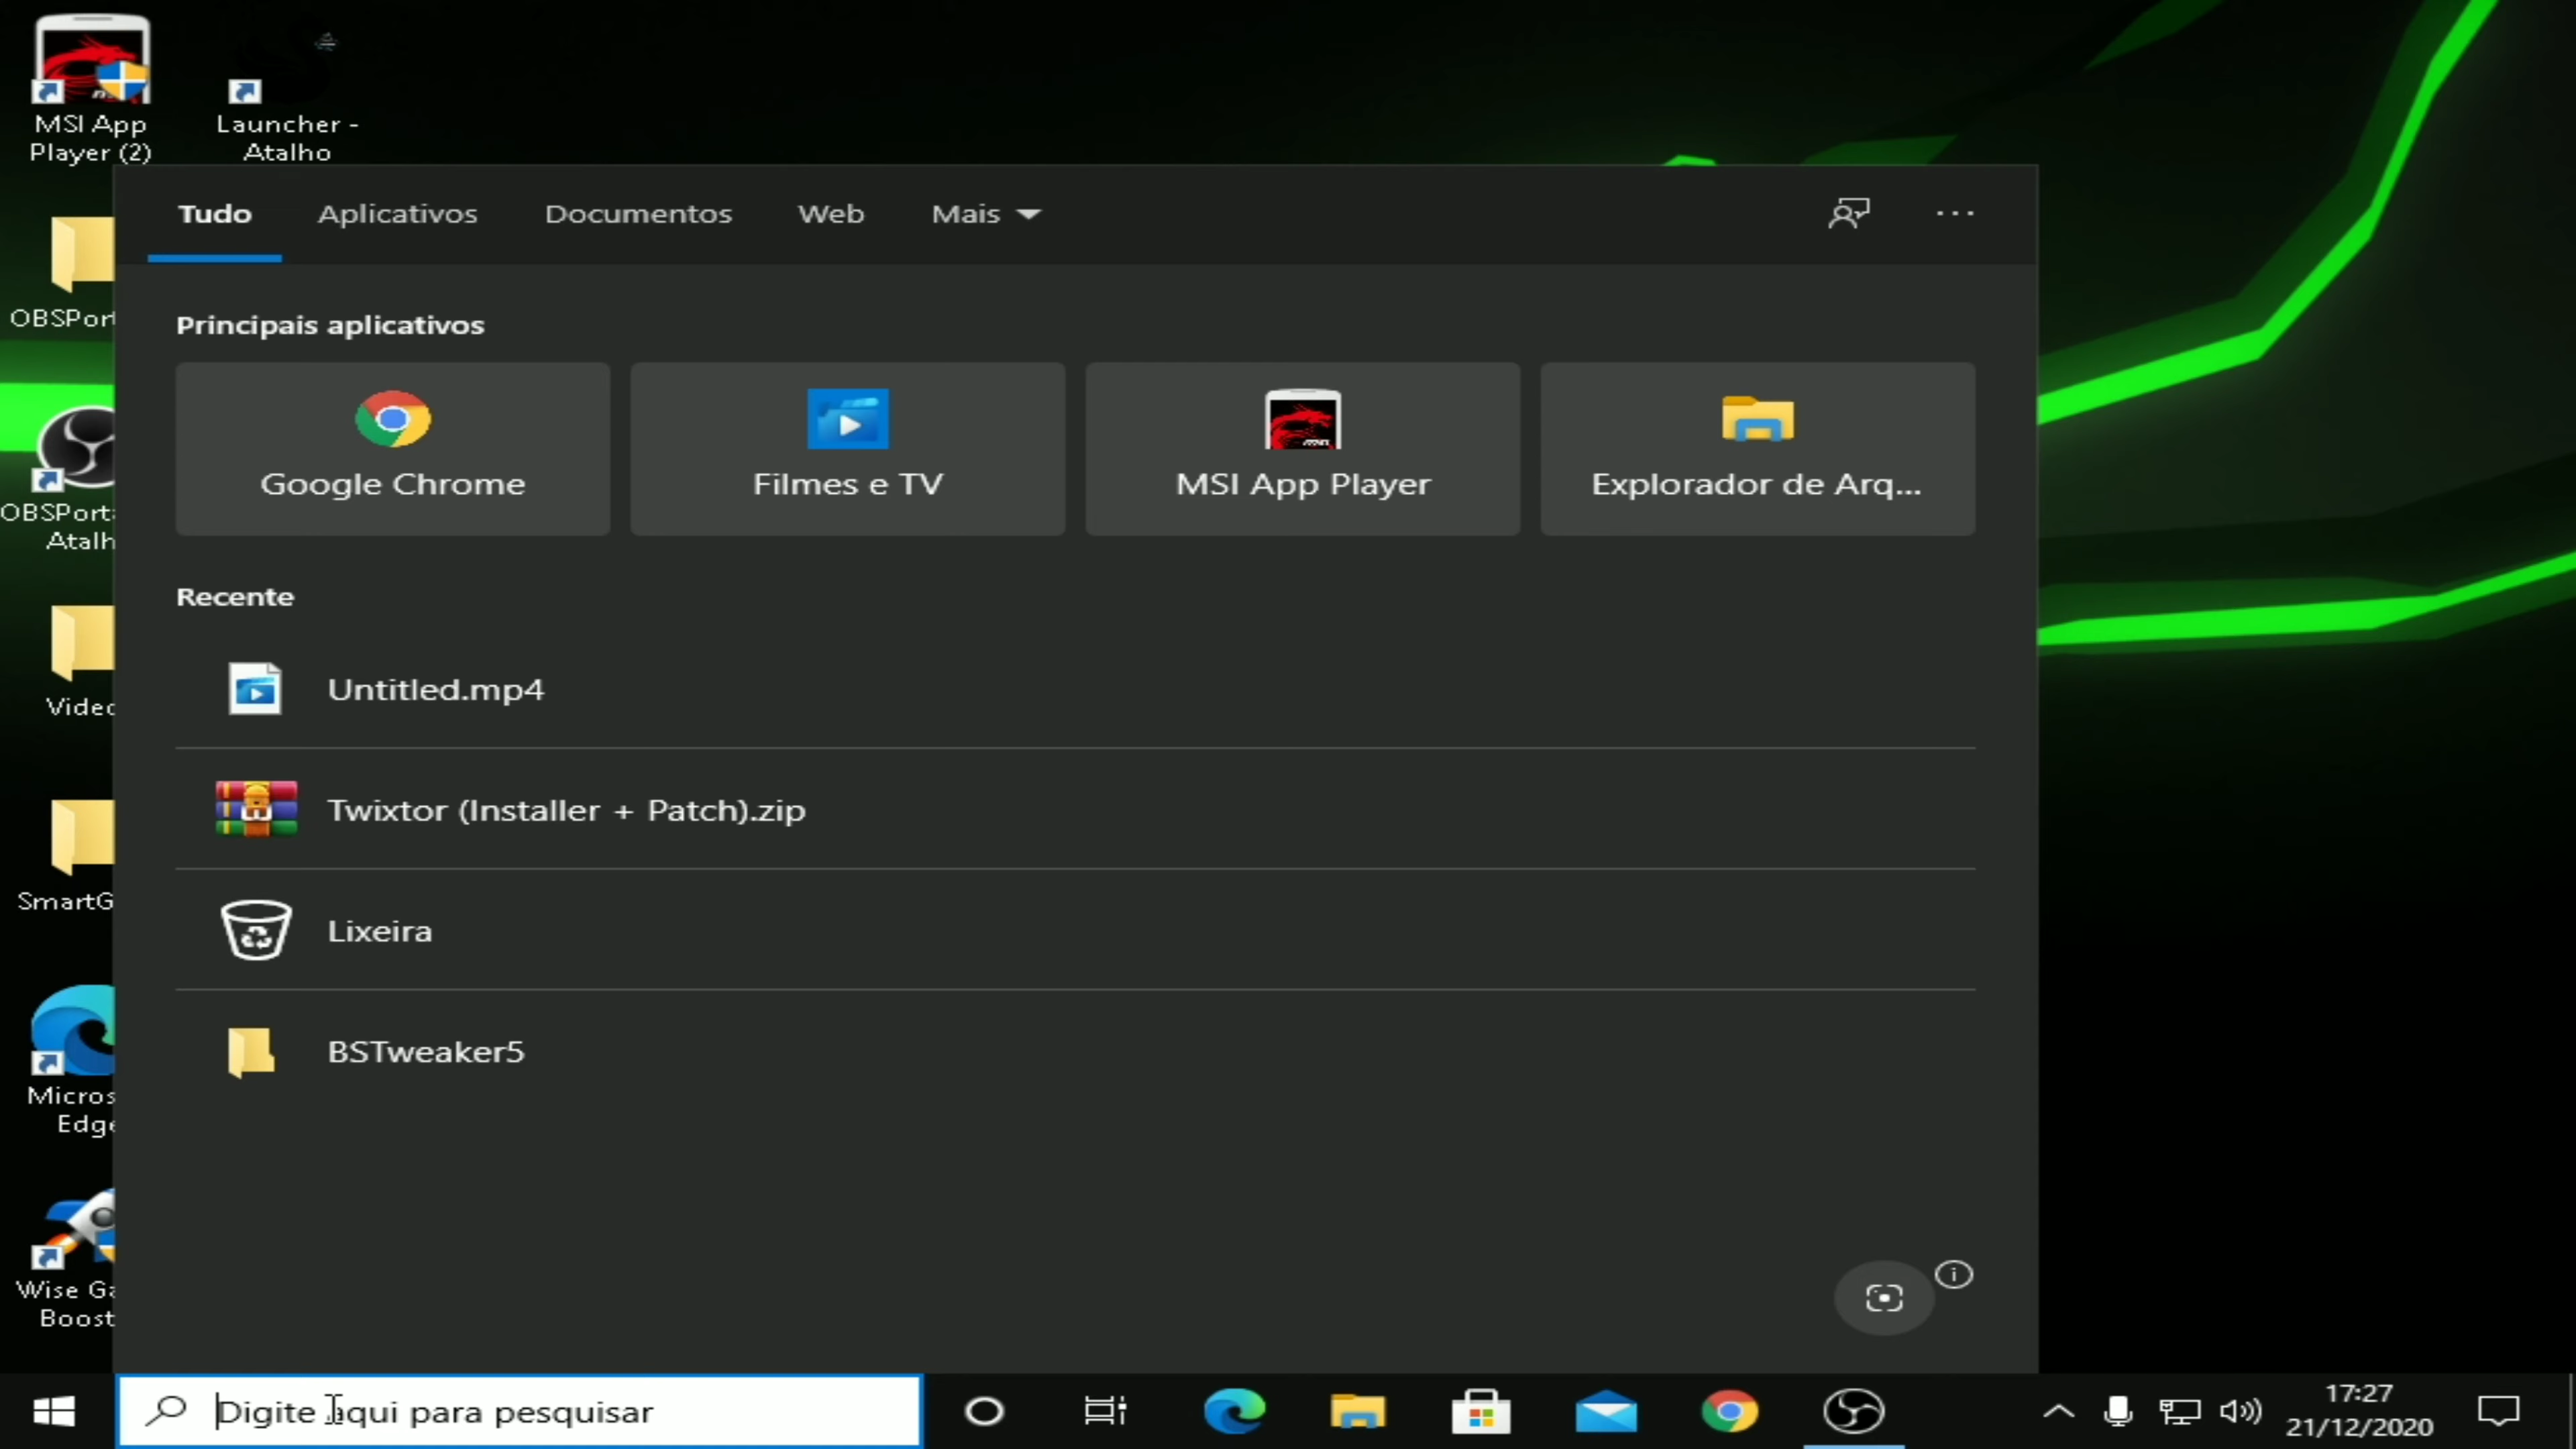 MSI App
Player (2)
Launcher -
Atalho
Tudo
Aplicativos
Documentos
Web
Mais
Principais aplicativos
Google Chrome
Filmes e TV
MSI App Player
Explorador de Arq...
Recente
Untitled.mp4
Twixtor (Installer + Patch).zip
Lixeira
BSTweaker5
OBSPort
OBSPorta
Atalh
Videc
SmartG
Micros
Edge
Wise Ga
Boost
Digite aqui para pesquisar
17:27
21/12/2020